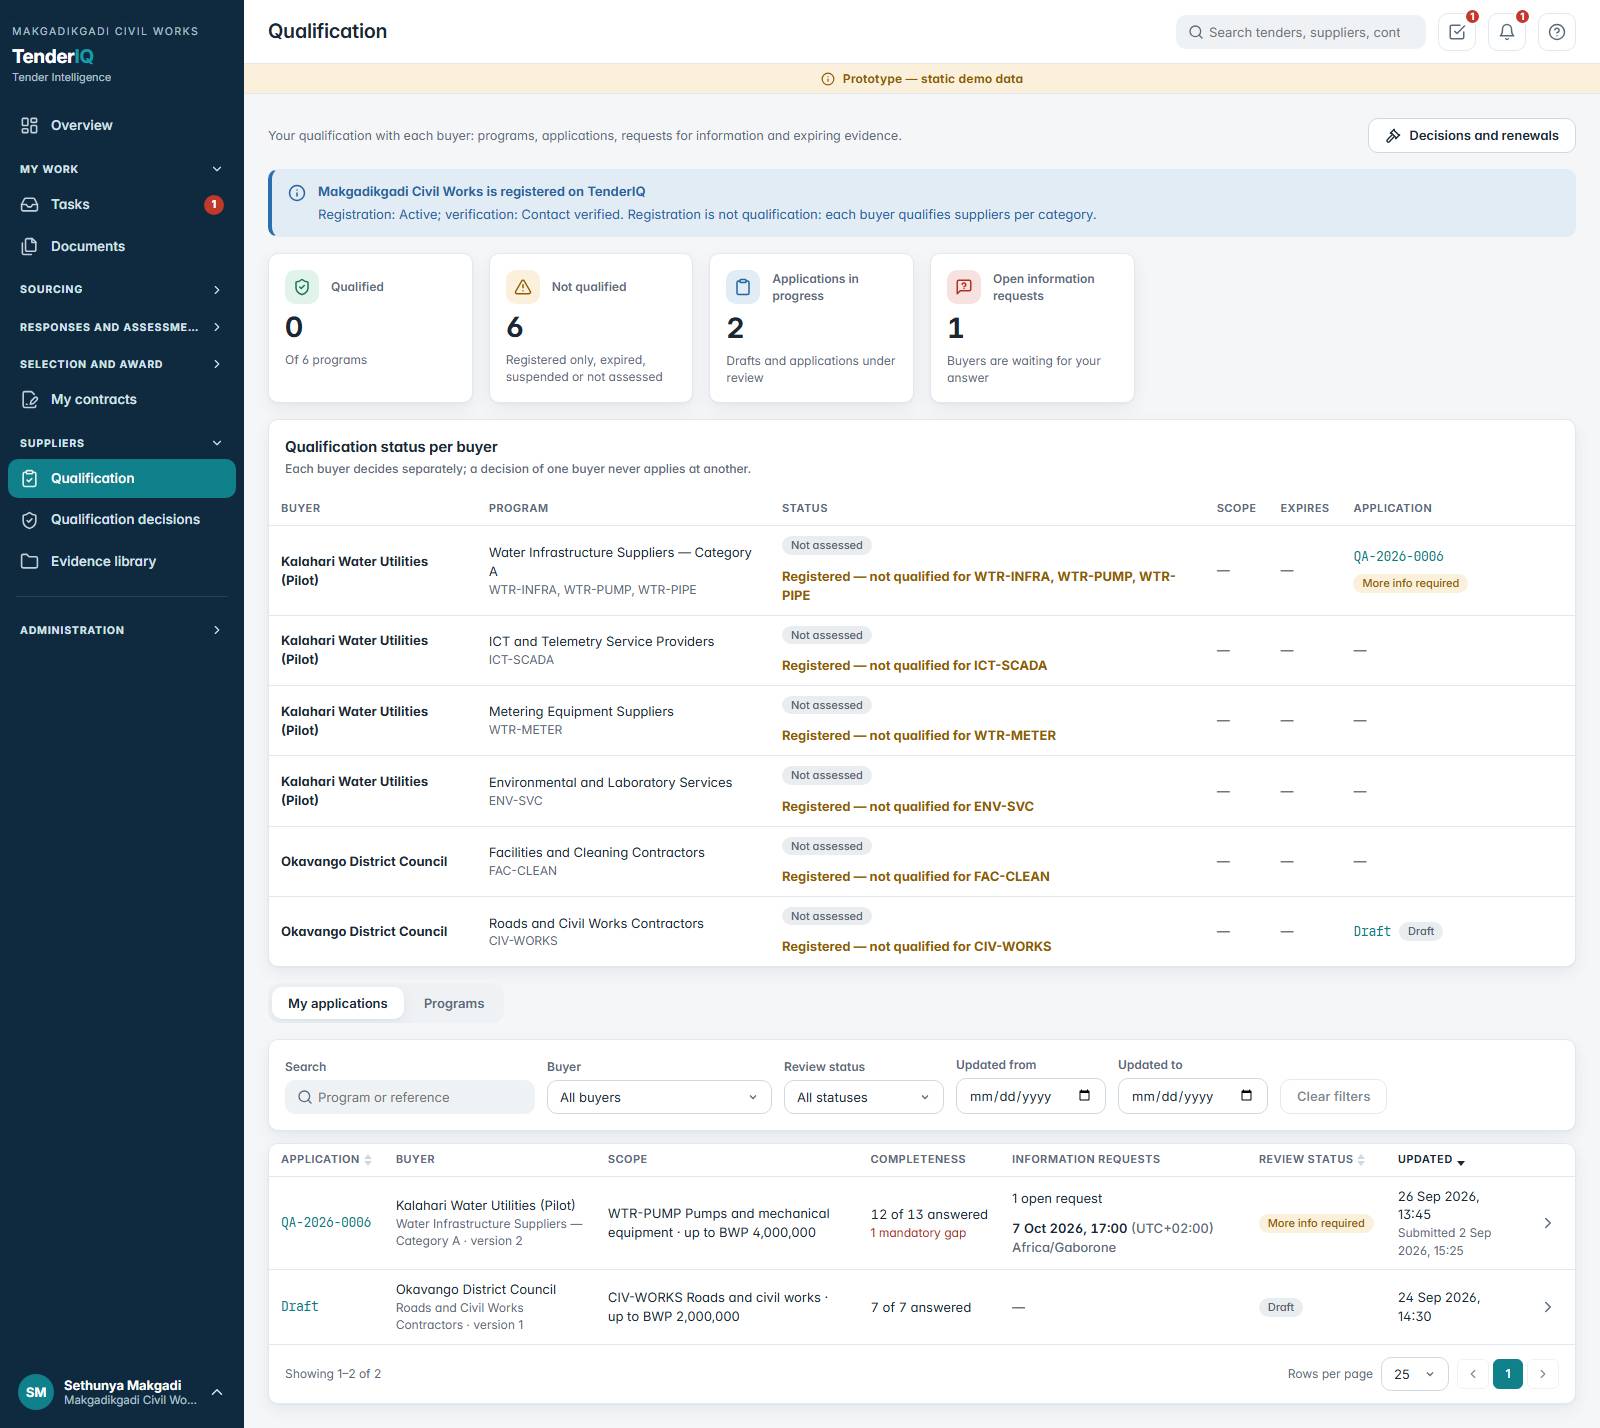 MAKGADIKGADI CIVIL WORKS
TenderIQ
Tender Intelligence
Overview
MY WORK
Tasks
1
Documents
SOURCING
RESPONSES AND ASSESSME...
SELECTION AND AWARD
My contracts
SUPPLIERS
Qualification
Qualification decisions
Evidence library
ADMINISTRATION
SM
Sethunya Makgadi
Makgadikgadi Civil Wo...
Qualification
Search tenders, suppliers, cont
1
1
Prototype — static demo data
Your qualification with each buyer: programs, applications, requests for information and expiring evidence.
Decisions and renewals
Makgadikgadi Civil Works is registered on TenderIQ
Registration: Active; verification: Contact verified. Registration is not qualification: each buyer qualifies suppliers per category.
Qualified
0
Of 6 programs
Not qualified
6
Registered only, expired,
suspended or not assessed
Applications in
progress
2
Drafts and applications under
review
Open information
requests
1
Buyers are waiting for your
answer
Qualification status per buyer
Each buyer decides separately; a decision of one buyer never applies at another.
BUYER PROGRAM STATUS SCOPE EXPIRES APPLICATION
Kalahari Water Utilities
(Pilot)
Water Infrastructure Suppliers — Category
A
WTR-INFRA, WTR-PUMP, WTR-PIPE
Not assessed
Registered — not qualified for WTR-INFRA, WTR-PUMP, WTR-
PIPE
—
—
QA-2026-0006
More info required
Kalahari Water Utilities
(Pilot)
ICT and Telemetry Service Providers
ICT-SCADA
Not assessed
Registered — not qualified for ICT-SCADA
—
—
—
Kalahari Water Utilities
(Pilot)
Metering Equipment Suppliers
WTR-METER
Not assessed
Registered — not qualified for WTR-METER
—
—
—
Kalahari Water Utilities
(Pilot)
Environmental and Laboratory Services
ENV-SVC
Not assessed
Registered — not qualified for ENV-SVC
—
—
—
Okavango District Council
Facilities and Cleaning Contractors
FAC-CLEAN
Not assessed
Registered — not qualified for FAC-CLEAN
—
—
—
Okavango District Council
Roads and Civil Works Contractors
CIV-WORKS
Not assessed
Registered — not qualified for CIV-WORKS
—
—
Draft Draft
My applications
Programs
Search
Program or reference
Buyer
All buyers
Review status
All statuses
Updated from
mm/dd/yyyy
Updated to
mm/dd/yyyy
Clear filters
APPLICATION BUYER SCOPE COMPLETENESS INFORMATION REQUESTS REVIEW STATUS UPDATED
QA-2026-0006
Kalahari Water Utilities (Pilot)
Water Infrastructure Suppliers —
Category A · version 2
WTR-PUMP Pumps and mechanical
equipment · up to BWP 4,000,000
12 of 13 answered
1 mandatory gap
1 open request
7 Oct 2026, 17:00 (UTC+02:00)
Africa/Gaborone
More info required
26 Sep 2026,
13:45
Submitted 2 Sep
2026, 15:25
Draft
Okavango District Council
Roads and Civil Works
Contractors · version 1
CIV-WORKS Roads and civil works ·
up to BWP 2,000,000
7 of 7 answered
—
Draft
24 Sep 2026,
14:30
Showing 1–2 of 2
Rows per page
25
1